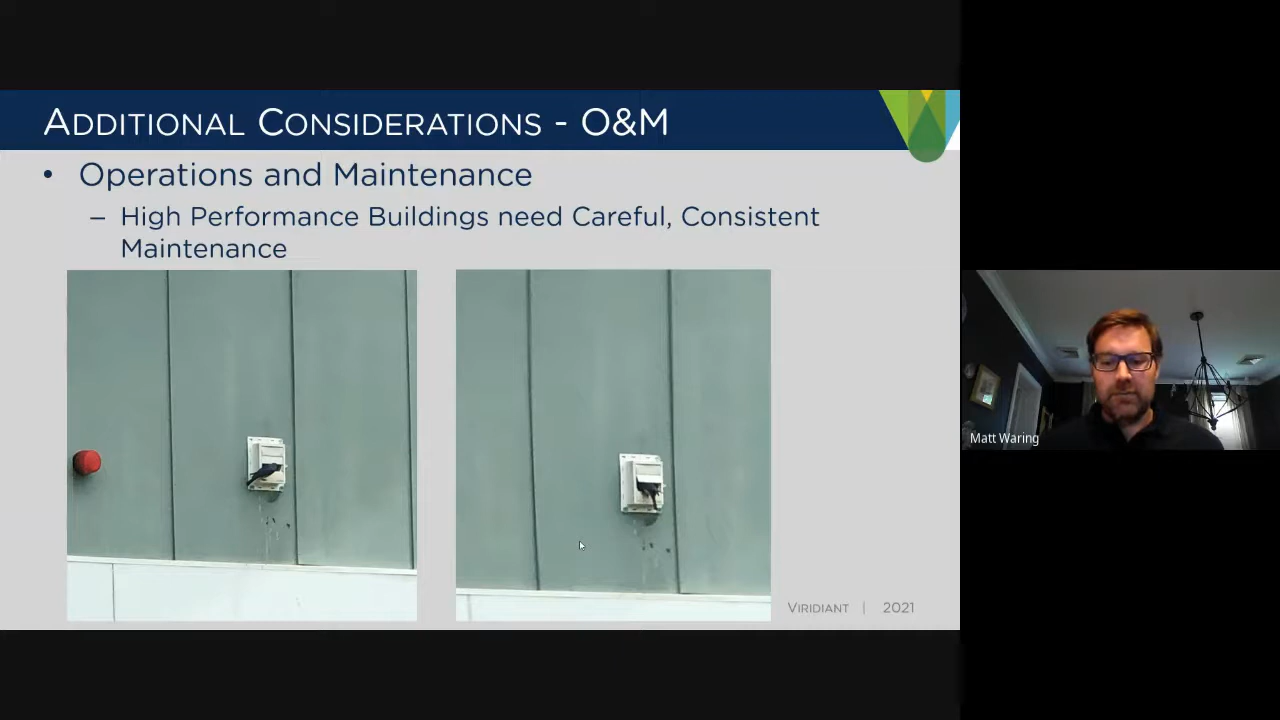 ADDITIONAL CONSIDERATIONS - O&M
• Operations and Maintenance
– High Performance Buildings need Careful, Consistent
Maintenance
Matt Waring
VIRIDIANT | 2021